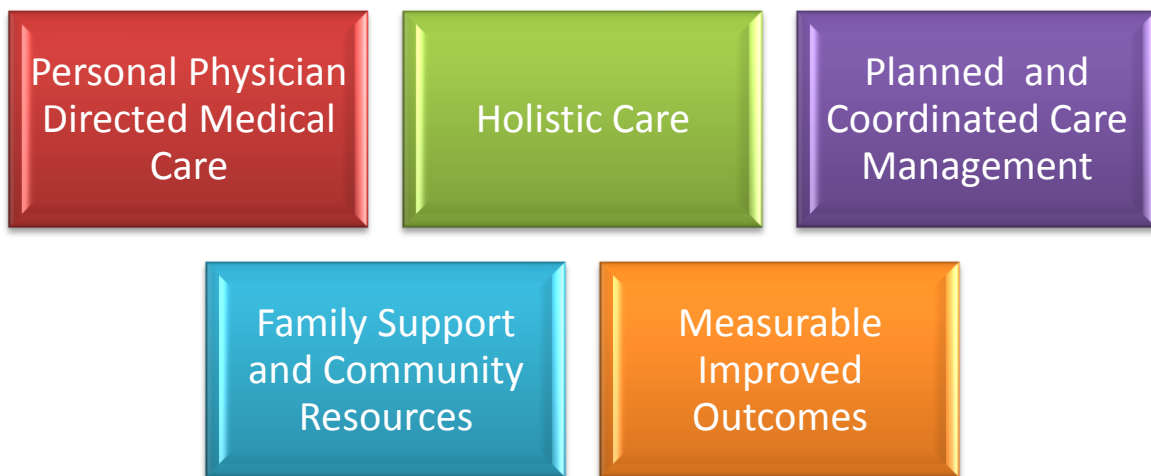 Personal Physician
Directed Medical
Care
Holistic Care
Planned and
Coordinated Care
Management
Family Support
and Community
Resources
Measurable
Improved
Outcomes